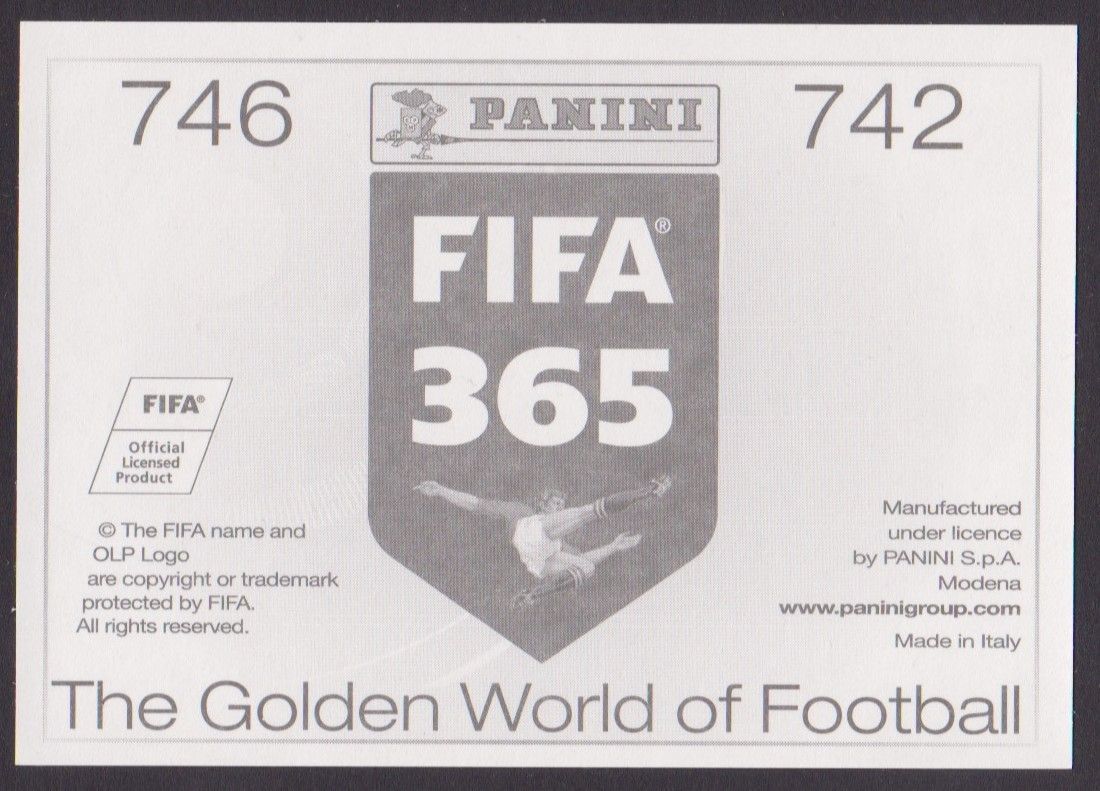 746
PANINI
742
FIFA®
365
FIFA®
Official
Licensed
Product
© The FIFA name and
OLP Logo
are copyright or trademark
protected by FIFA.
All rights reserved.
Manufactured
under licence
by PANINI S.p.A.
Modena
www.paninigroup.com
Made in Italy
The Golden World of Football